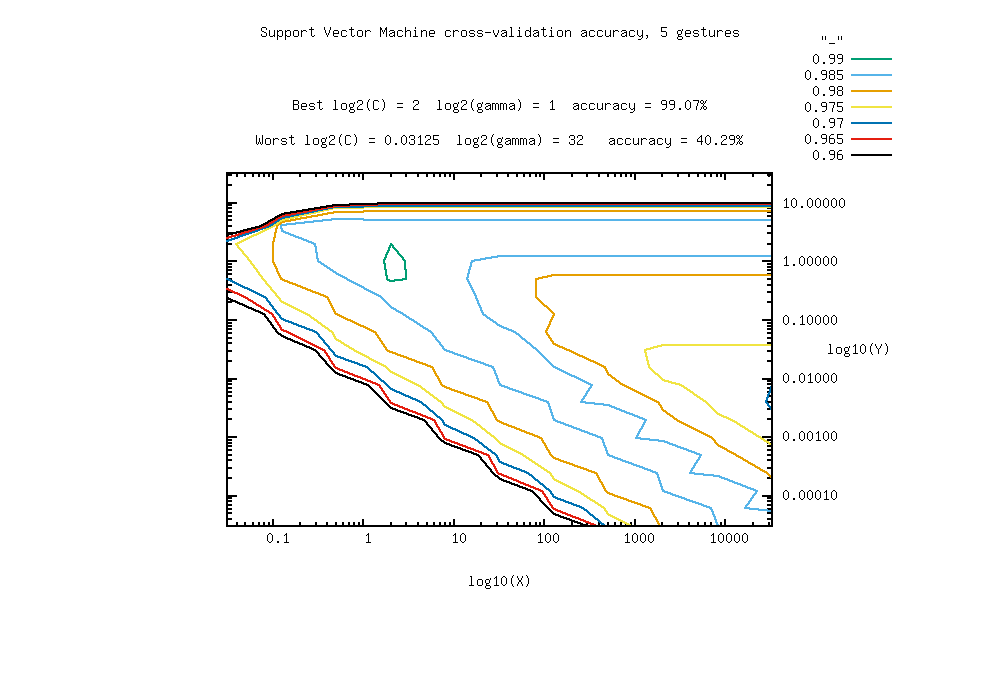 Support Vector Machine cross-validation accuracy, 5 gestures
"_"
0.99
0.985
0.98
0.975
0.97
0.965
0.96
Best log2(C) = 2  log2(gamma) = 1  accuracy = 99.07%
Worst log2(C) = 0.03125  log2(gamma) = 32   accuracy = 40.29%
10.00000
1.00000
0.10000
log10(Y)
0.01000
0.00100
0.00010
0.1 1 10 100 1000 10000
log10(X)